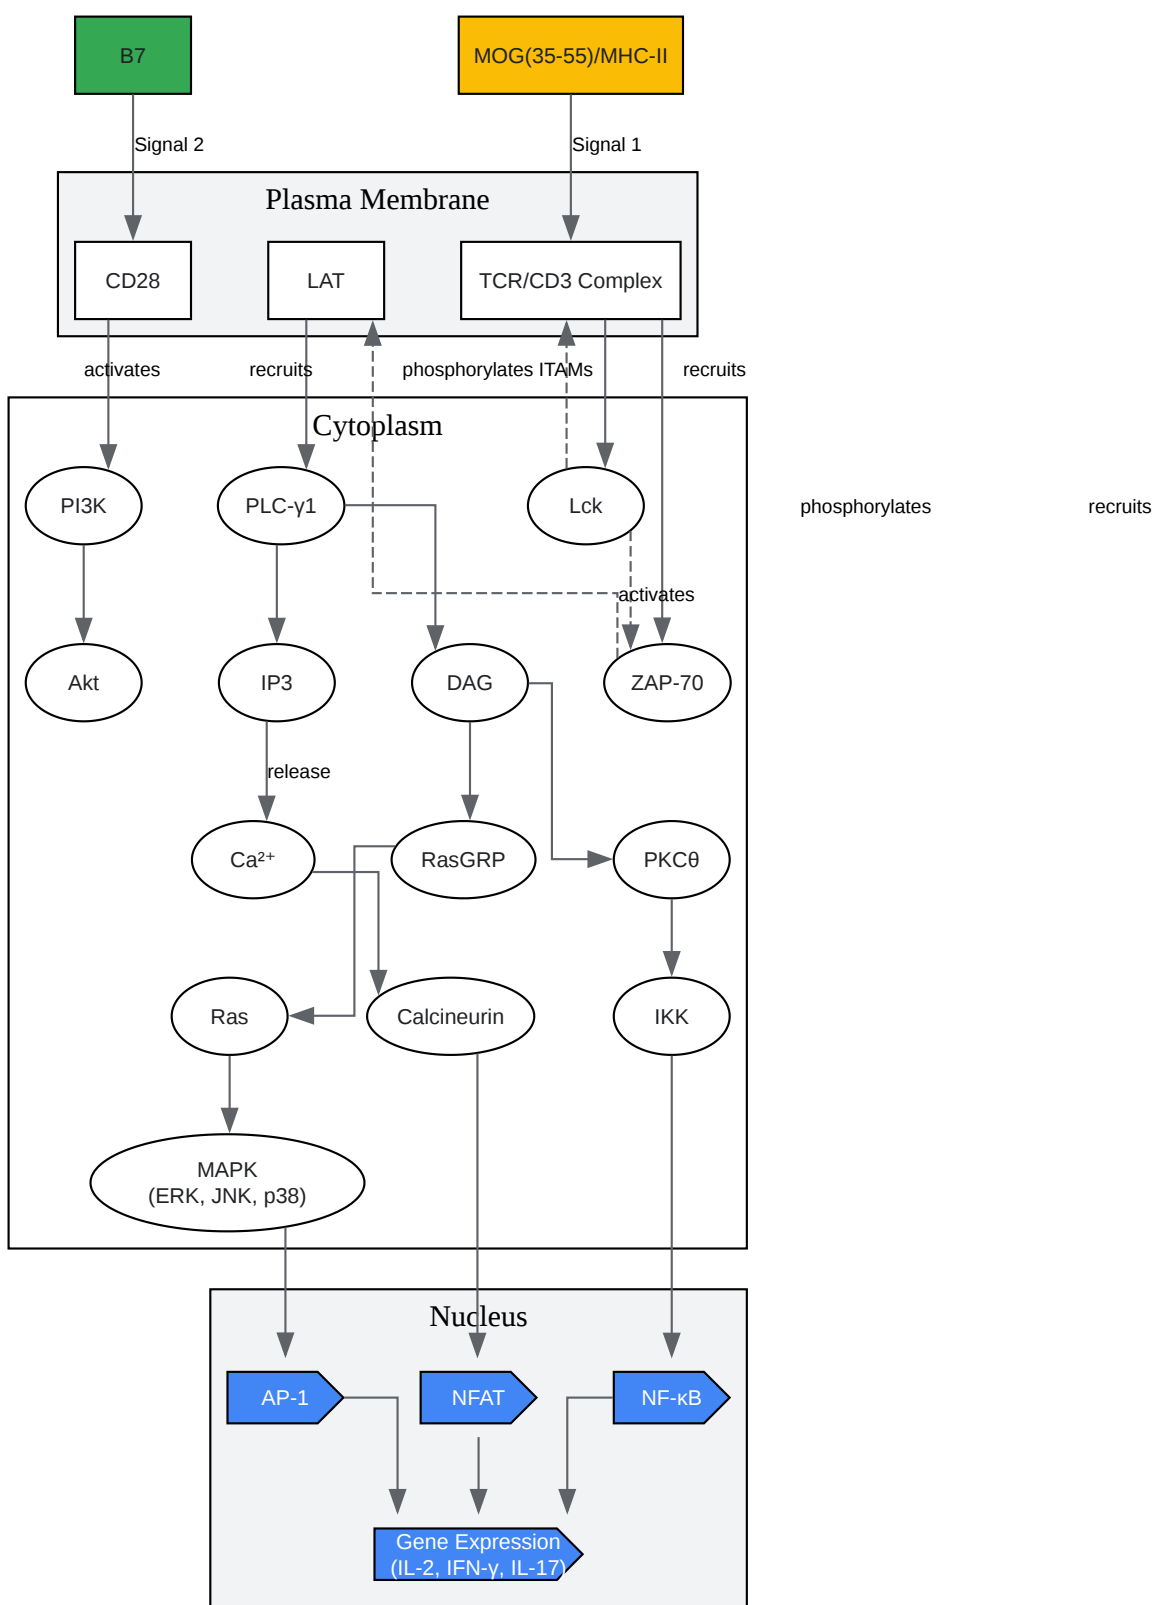 B7
MOG(35-55)/MHC-II
Signal 2
Signal 1
Plasma Membrane
CD28
LAT
TCR/CD3 Complex
activates
recruits
phosphorylates ITAMs
recruits
Cytoplasm
PI3K
PLC-γ1
Lck
phosphorylates
recruits
activates
Akt
IP3
DAG
ZAP-70
release
Ca²⁺
RasGRP
PKCθ
Ras
Calcineurin
IKK
MAPK
(ERK, JNK, p38)
Nucleus
AP-1
NFAT
NF-κB
Gene Expression
(IL-2, IFN-γ, IL-17)